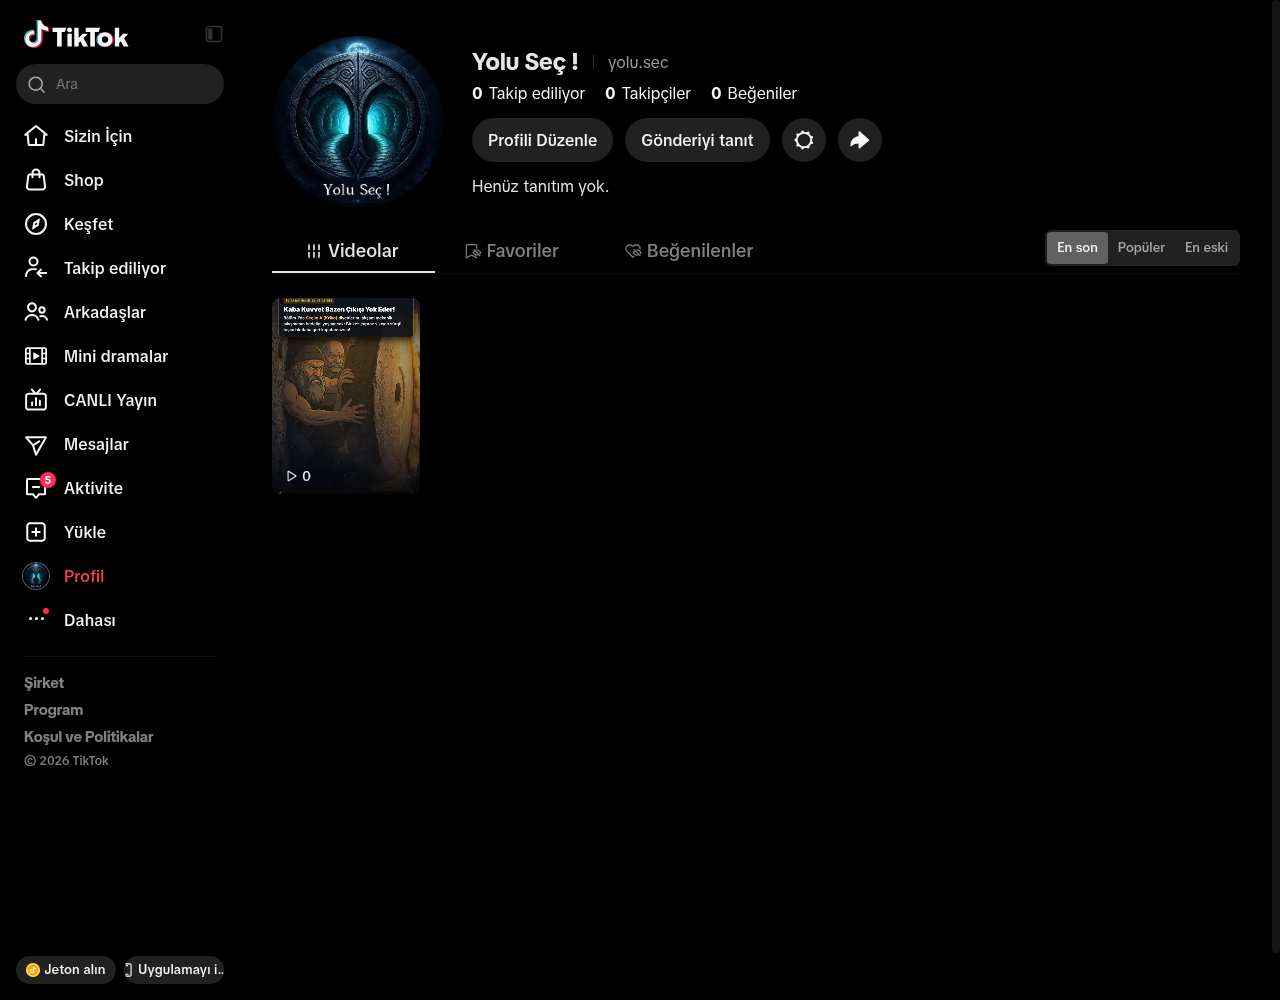 TikTok
Ara
Sizin İçin
Shop
Keşfet
Takip ediliyor
Arkadaşlar
Mini dramalar
CANLI Yayın
Mesajlar
5
Aktivite
Yükle
Profil
Dahası
Şirket
Program
Koşul ve Politikalar
© 2026 TikTok
Jeton alın
Uygulamayı i...
Yolu Seç !
Yolu Seç !
yolu.sec
0 Takip ediliyor 0 Takipçiler 0 Beğeniler
Profili Düzenle
Gönderiyi tanıt
Henüz tanıtım yok.
Videolar
Favoriler
Beğenilenler
En son
Popüler
En eski
Kaba Kuvvet Bazen Çıkışı Yok Eder!
0